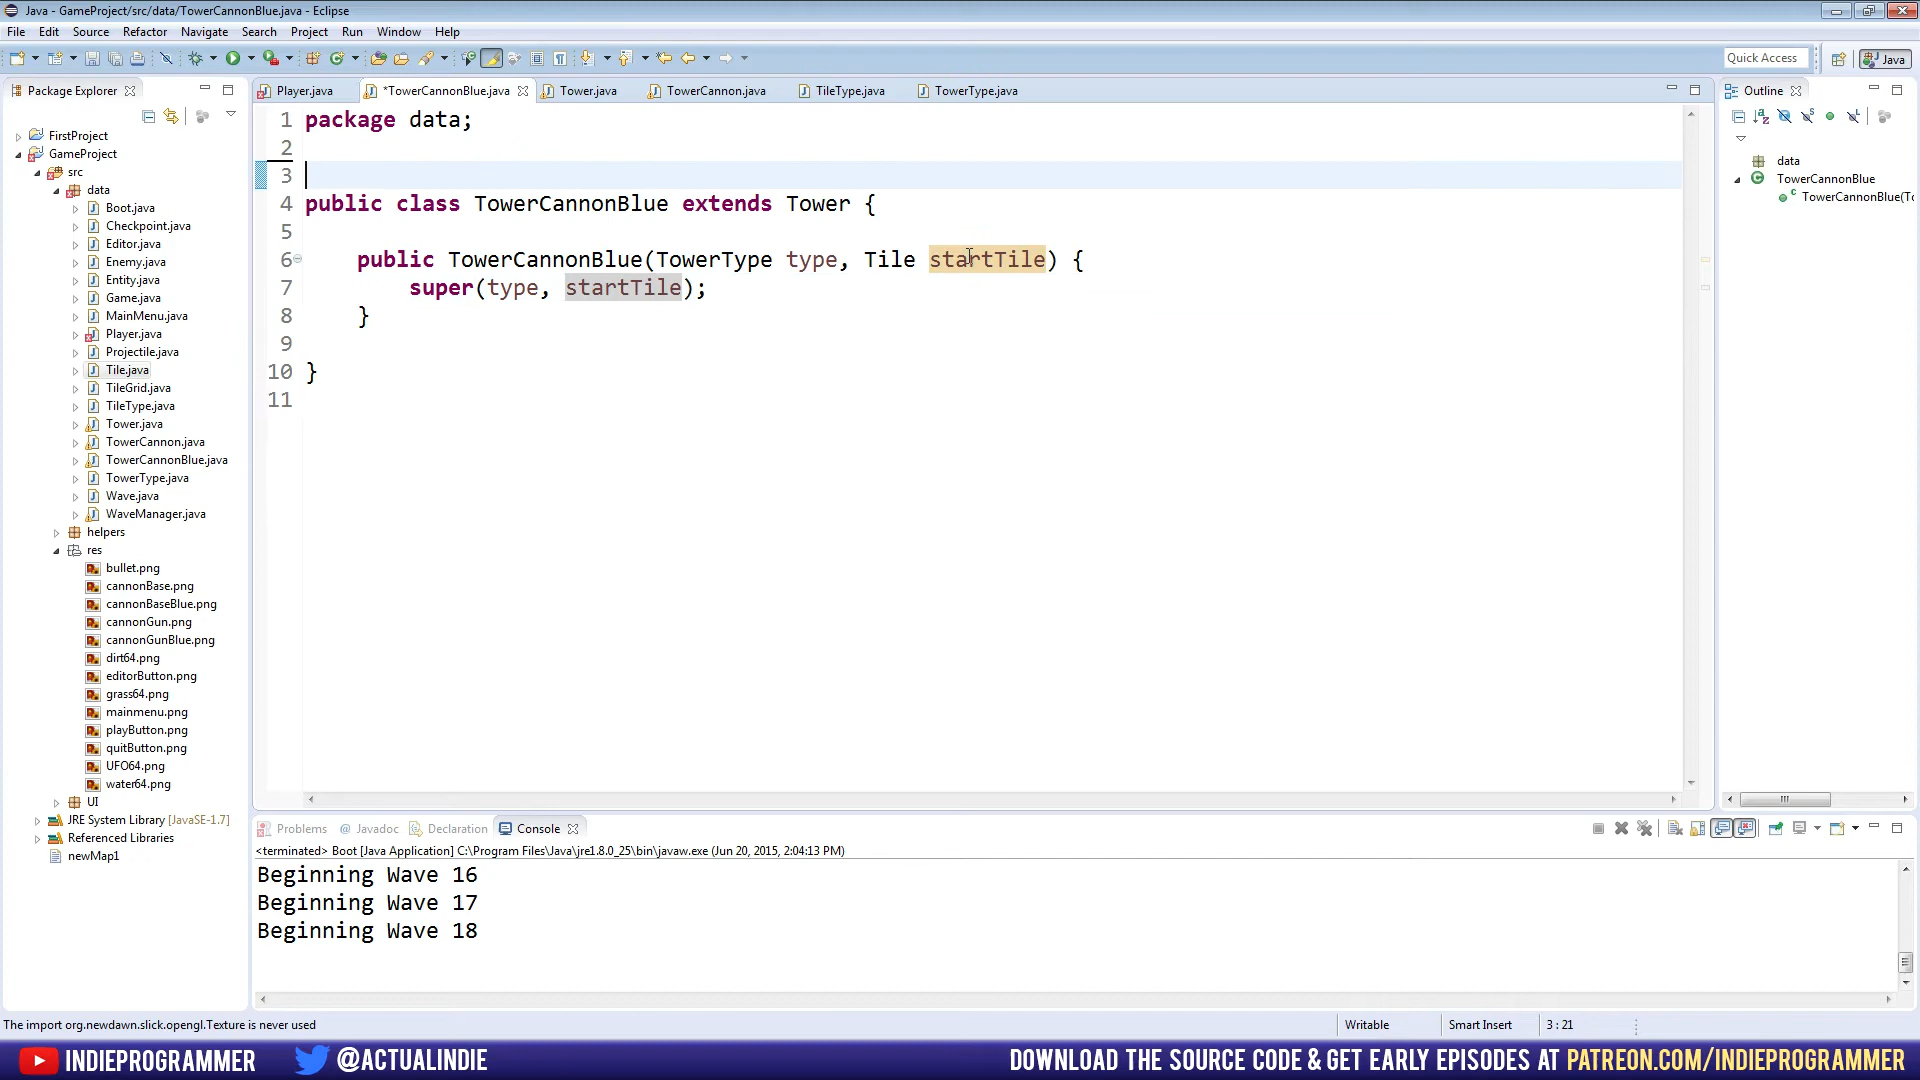 Java - GameProject/src/data/TowerCannonBlue.java - Eclipse
File Edit Source Refactor Navigate Search Project Run Window Help
Quick Access
Java
Package Explorer
Player.java *TowerCannonBlue.java Tower.java TowerCannon.java TileType.java TowerType.java
Outline
FirstProject
GameProject
src
data
Boot.java
Checkpoint.java
Editor.java
Enemy.java
Entity.java
Game.java
MainMenu.java
Player.java
Projectile.java
Tile.java
TileGrid.java
TileType.java
Tower.java
TowerCannon.java
TowerCannonBlue.java
TowerType.java
Wave.java
WaveManager.java
helpers
res
bullet.png
cannonBase.png
cannonBaseBlue.png
cannonGun.png
cannonGunBlue.png
dirt64.png
editorButton.png
grass64.png
mainmenu.png
playButton.png
quitButton.png
UFO64.png
water64.png
UI
JRE System Library [JavaSE-1.7]
Referenced Libraries
newMap1
1 package data;
2
3
4 public class TowerCannonBlue extends Tower {
5
6 public TowerCannonBlue(TowerType type, Tile startTile) {
7 super(type, startTile);
8 }
9
10 }
11
data
TowerCannonBlue
TowerCannonBlue(To
Problems Javadoc Declaration Console
<terminated> Boot [Java Application] C:\Program Files\Java\jre1.8.0_25\bin\javaw.exe (Jun 20, 2015, 2:04:13 PM)
Beginning Wave 16
Beginning Wave 17
Beginning Wave 18
The import org.newdawn.slick.opengl.Texture is never used
Writable Smart Insert 3 : 21
INDIEPROGRAMMER @ACTUALINDIE DOWNLOAD THE SOURCE CODE & GET EARLY EPISODES AT PATREON.COM/INDIEPROGRAMMER